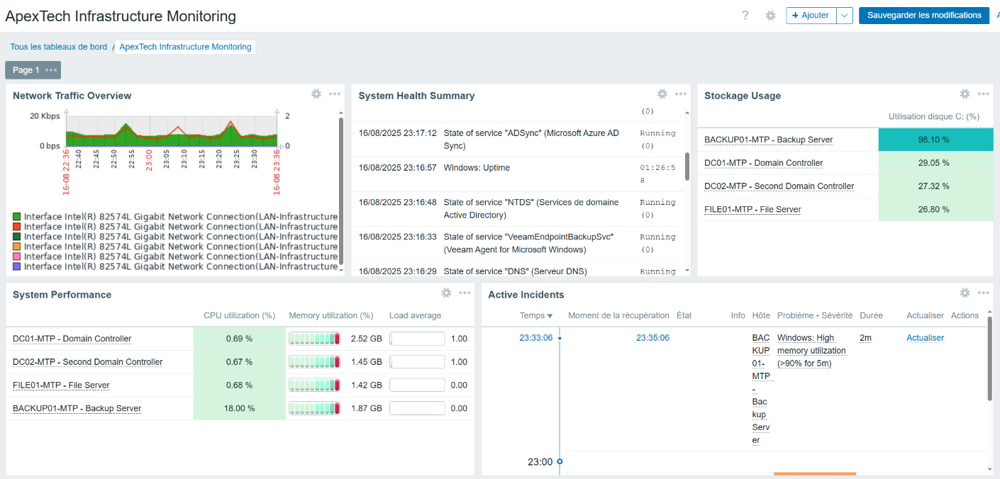 ApexTech Infrastructure Monitoring
? + Ajouter Sauvegarder les modifications
Tous les tableaux de bord / ApexTech Infrastructure Monitoring
Page 1
Network Traffic Overview
20 Kbps 2
0 bps 0
16-08 22:36 22:40 22:45 22:50 22:55 23:00 23:05 23:10 23:15 23:20 23:25 23:30 16-08 23:36
Interface Intel(R) 82574L Gigabit Network Connection(LAN-Infrastructure
Interface Intel(R) 82574L Gigabit Network Connection(LAN-Infrastructure
Interface Intel(R) 82574L Gigabit Network Connection(LAN-Infrastructure
Interface Intel(R) 82574L Gigabit Network Connection(LAN-Infrastructure
Interface Intel(R) 82574L Gigabit Network Connection(LAN-Infrastructure
Interface Intel(R) 82574L Gigabit Network Connection(LAN-Infrastructure
System Health Summary
(0)
16/08/2025 23:17:12 State of service "ADSync" (Microsoft Azure AD Running
Sync) (0)
16/08/2025 23:16:57 Windows: Uptime 01:26:5
8
16/08/2025 23:16:48 State of service "NTDS" (Services de domaine Running
Active Directory) (0)
16/08/2025 23:16:33 State of service "VeeamEndpointBackupSvc" Running
(Veeam Agent for Microsoft Windows) (0)
16/08/2025 23:16:29 State of service "DNS" (Serveur DNS) Running
Stockage Usage
Utilisation disque C: (%)
BACKUP01-MTP - Backup Server 96.10 %
DC01-MTP - Domain Controller 29.05 %
DC02-MTP - Second Domain Controller 27.32 %
FILE01-MTP - File Server 26.80 %
System Performance
CPU utilization (%) Memory utilization (%) Load average
DC01-MTP - Domain Controller 0.69 % 2.52 GB 1.00
DC02-MTP - Second Domain Controller 0.67 % 1.45 GB 1.00
FILE01-MTP - File Server 0.68 % 1.42 GB 0.00
BACKUP01-MTP - Backup Server 18.00 % 1.87 GB 0.00
Active Incidents
Temps Moment de la récupération État Info Hôte Problème • Sévérité Durée Actualiser Actions
23:33:06 23:35:06 BAC Windows: High 2m Actualiser
KUP memory utilization
01- (>90% for 5m)
MTP
-
Bac
kup
Serv
er
23:00